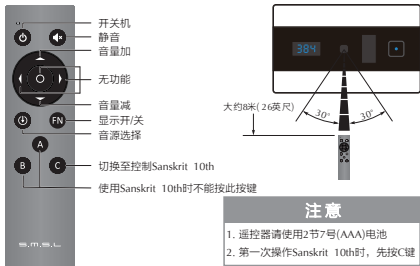 开关机
静音
音量加
无功能
音量减
显示开/关
音源选择
切换至控制Sanskrit 10th
使用Sanskrit 10th时不能按此按键
FN
A
B
C
S.M.S.L
384
大约8米(26英尺)
30°
30°
注意
1. 遥控器请使用2节7号(AAA)电池
2. 第一次操作Sanskrit 10th时，先按C键